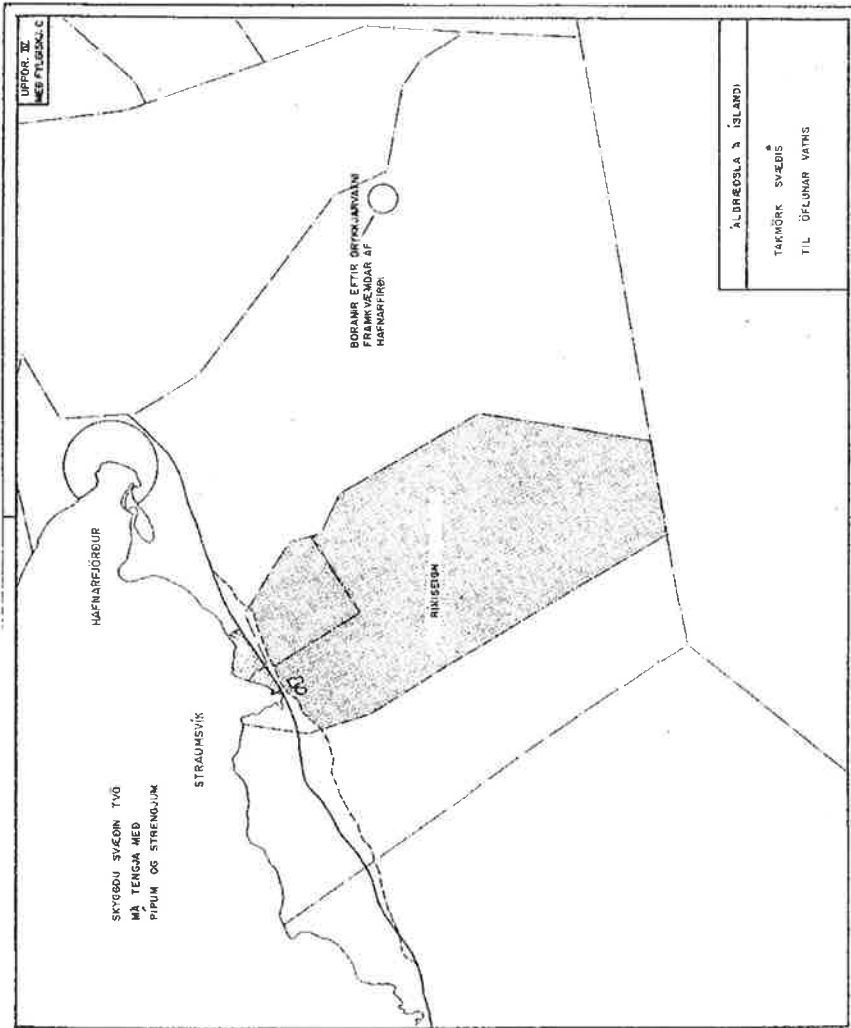 UPPDR. IV
MEÐ FYLGISKJ. C
HAFNARFJÖRÐUR
BORANIR EFTIR DRYKKJARVATNI
FRAMKVÆMDAR AF
HAFNARFIRÐI
SKYGGÐU SVÆÐIN TVÖ
MÁ TENGJA MEÐ
PÍPUM OG STRENGJUM
STRAUMSVÍK
RÍKISEIGN
ÁLBRÆÐSLA Á ÍSLANDI
TAKMÖRK SVÆÐIS
TIL ÖFLUNAR VATNS